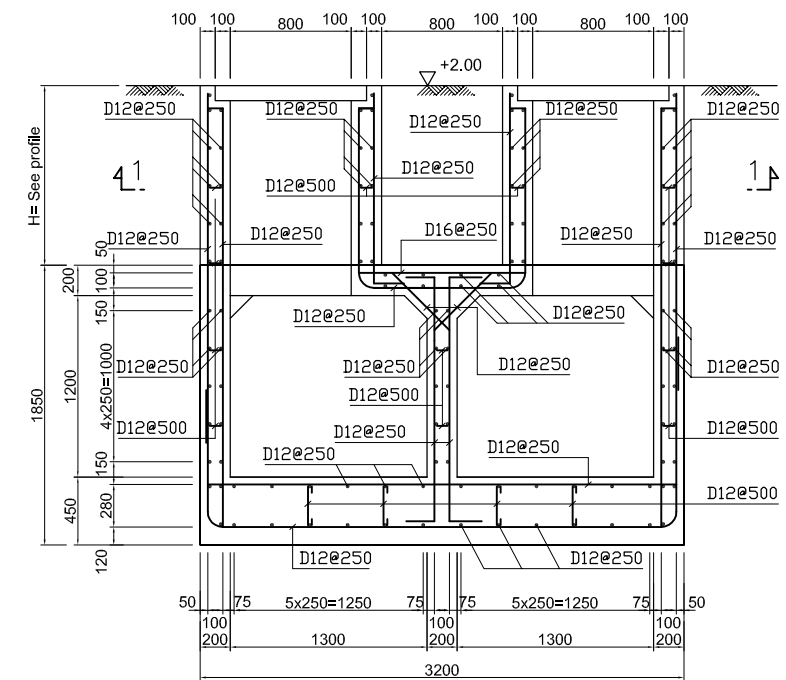 100 100 100 100 100 100
800 800 800
+2.00
D12@250 D12@250 D12@250 D12@250
D12@250
D12@250
1 1
D12@500
H= See profile
D12@250 D12@250 D12@250 D12@250
D16@250
50
200
100
150
D12@250 D12@250
D12@250 D12@250 D12@250 D12@250
1850
1200
4x250=1000
D12@500
D12@500 D12@500
D12@250
D12@250 D12@250
150
450
280
D12@500
120
D12@250 D12@250
50 75 5x250=1250 75 75 5x250=1250 75 50
100 100 100
200 1300 200 1300 200
3200